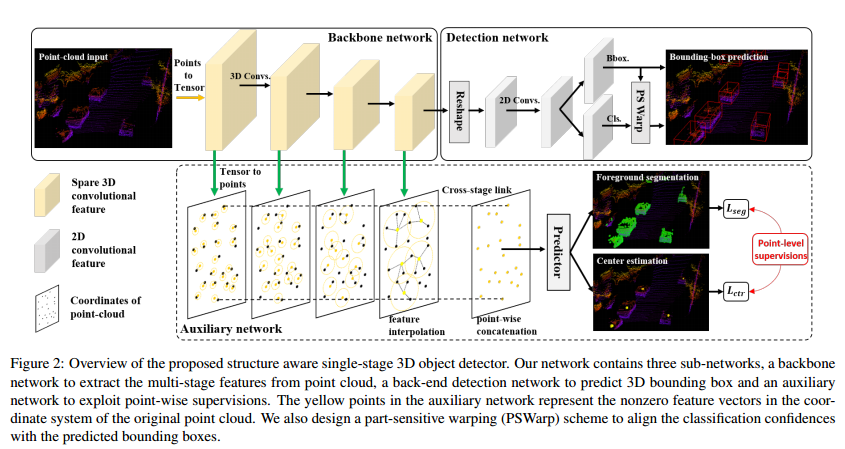 Backbone network
Detection network
Point-cloud input
Points
to
Tensor
3D Convs.
Reshape
2D Convs.
Bbox.
Cls.
PS Warp
Bounding-box prediction
Spare 3D
convolutional
feature
2D
convolutional
feature
Coordinates of
point-cloud
Tensor to
points
Cross-stage link
Auxiliary network
feature
interpolation
point-wise
concatenation
Predictor
Foreground segmentation
Center estimation
Lseg
Lctr
Point-level
supervisions
Figure 2: Overview of the proposed structure aware single-stage 3D object detector. Our network contains three sub-networks, a backbone
network to extract the multi-stage features from point cloud, a back-end detection network to predict 3D bounding box and an auxiliary
network to exploit point-wise supervisions. The yellow points in the auxiliary network represent the nonzero feature vectors in the coor-
dinate system of the original point cloud. We also design a part-sensitive warping (PSWarp) scheme to align the classification confidences
with the predicted bounding boxes.